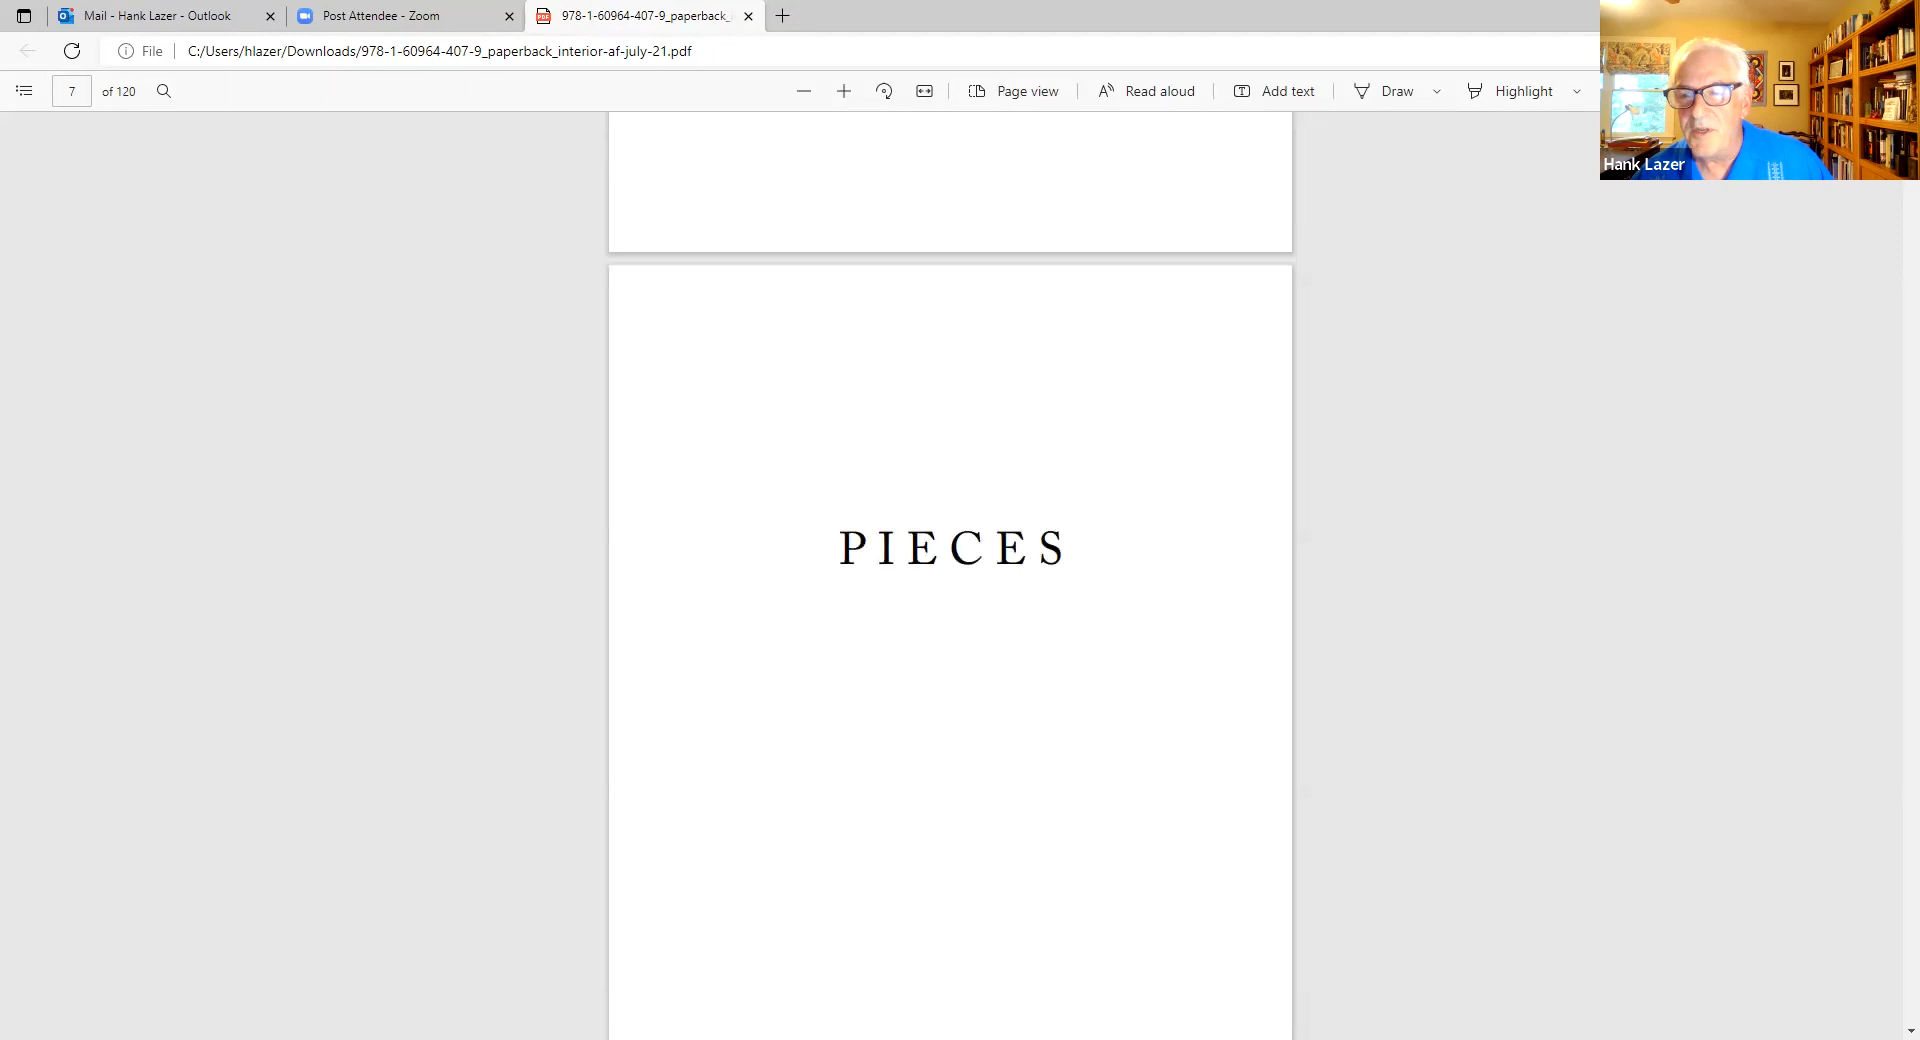 Mail - Hank Lazer - Outlook
Post Attendee - Zoom
978-1-60964-407-9_paperback_i
File
C:/Users/hlazer/Downloads/978-1-60964-407-9_paperback_interior-af-july-21.pdf
7 of 120
Page view
Read aloud
Add text
Draw
Highlight
Hank Lazer
PIECES